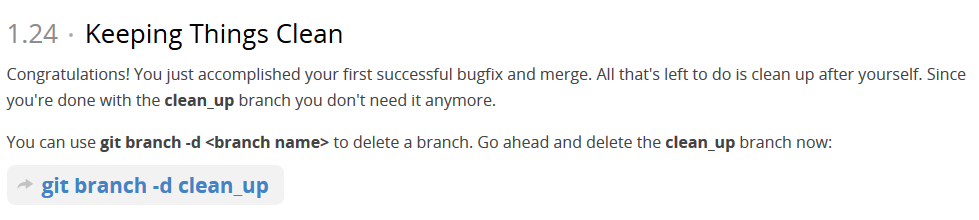 1.24 · Keeping Things Clean
Congratulations! You just accomplished your first successful bugfix and merge. All that's left to do is clean up after yourself. Since
you're done with the clean_up branch you don't need it anymore.
You can use git branch -d <branch name> to delete a branch. Go ahead and delete the clean_up branch now:
git branch -d clean_up